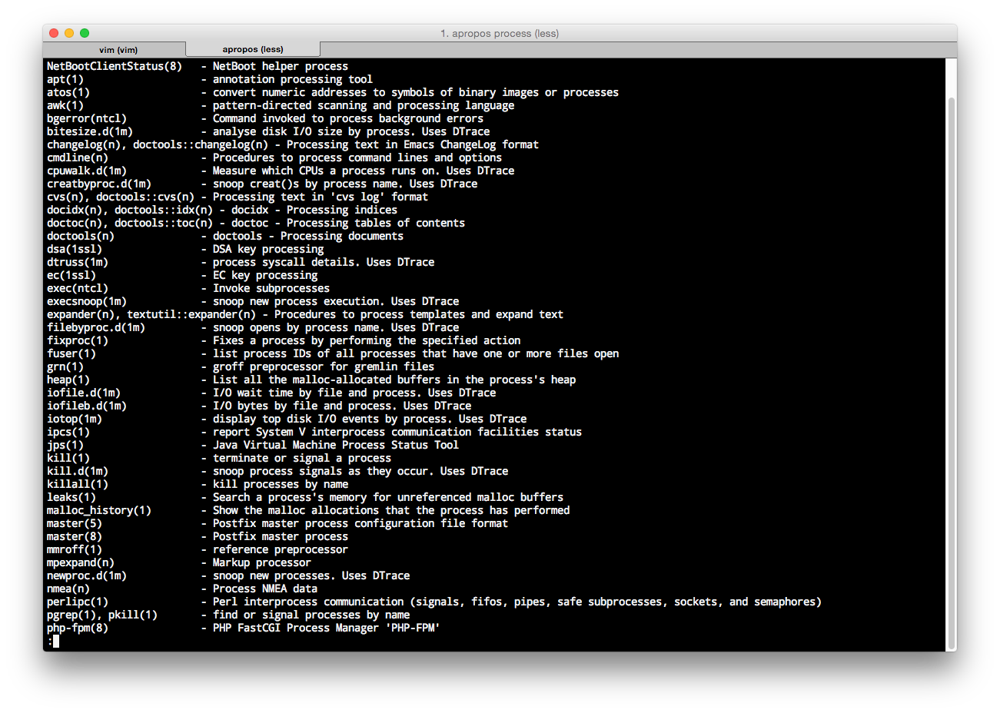 1. apropos process (less)
vim (vim) apropos (less)
NetBootClientStatus(8)   - NetBoot helper process
apt(1)                   - annotation processing tool
atos(1)                  - convert numeric addresses to symbols of binary images or processes
awk(1)                   - pattern-directed scanning and processing language
bgerror(ntcl)            - Command invoked to process background errors
bitesize.d(1m)           - analyse disk I/O size by process. Uses DTrace
changelog(n), doctools::changelog(n) - Processing text in Emacs ChangeLog format
cmdline(n)               - Procedures to process command lines and options
cpuwalk.d(1m)            - Measure which CPUs a process runs on. Uses DTrace
creatbyproc.d(1m)        - snoop creat()s by process name. Uses DTrace
cvs(n), doctools::cvs(n) - Processing text in 'cvs log' format
docidx(n), doctools::idx(n) - docidx - Processing indices
doctoc(n), doctools::toc(n) - doctoc - Processing tables of contents
doctools(n)              - doctools - Processing documents
dsa(1ssl)                - DSA key processing
dtruss(1m)               - process syscall details. Uses DTrace
ec(1ssl)                 - EC key processing
exec(ntcl)               - Invoke subprocesses
execsnoop(1m)            - snoop new process execution. Uses DTrace
expander(n), textutil::expander(n) - Procedures to process templates and expand text
filebyproc.d(1m)         - snoop opens by process name. Uses DTrace
fixproc(1)               - Fixes a process by performing the specified action
fuser(1)                 - list process IDs of all processes that have one or more files open
grn(1)                   - groff preprocessor for gremlin files
heap(1)                  - List all the malloc-allocated buffers in the process's heap
iofile.d(1m)             - I/O wait time by file and process. Uses DTrace
iofileb.d(1m)            - I/O bytes by file and process. Uses DTrace
iotop(1m)                - display top disk I/O events by process. Uses DTrace
ipcs(1)                  - report System V interprocess communication facilities status
jps(1)                   - Java Virtual Machine Process Status Tool
kill(1)                  - terminate or signal a process
kill.d(1m)               - snoop process signals as they occur. Uses DTrace
killall(1)               - kill processes by name
leaks(1)                 - Search a process's memory for unreferenced malloc buffers
malloc_history(1)        - Show the malloc allocations that the process has performed
master(5)                - Postfix master process configuration file format
master(8)                - Postfix master process
mmroff(1)                - reference preprocessor
mpexpand(n)              - Markup processor
newproc.d(1m)            - snoop new processes. Uses DTrace
nmea(n)                  - Process NMEA data
perlipc(1)               - Perl interprocess communication (signals, fifos, pipes, safe subprocesses, sockets, and semaphores)
pgrep(1), pkill(1)       - find or signal processes by name
php-fpm(8)               - PHP FastCGI Process Manager 'PHP-FPM'
: